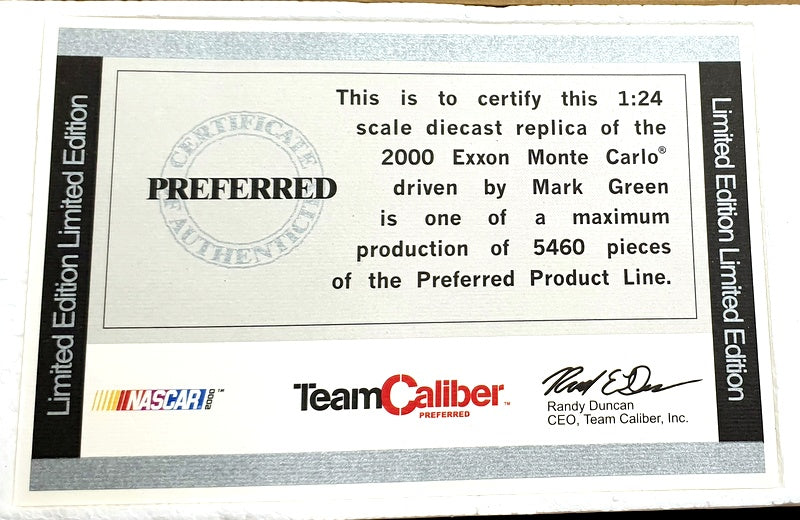 Limited Edition Limited Edition
CERTIFICATE
OF AUTHENTICITY
PREFERRED
This is to certify this 1:24
scale diecast replica of the
2000 Exxon Monte Carlo®
driven by Mark Green
is one of a maximum
production of 5460 pieces
of the Preferred Product Line.
Limited Edition Limited Edition
NASCAR 2000 ™
TeamCaliber™
PREFERRED
Randy Duncan
CEO, Team Caliber, Inc.